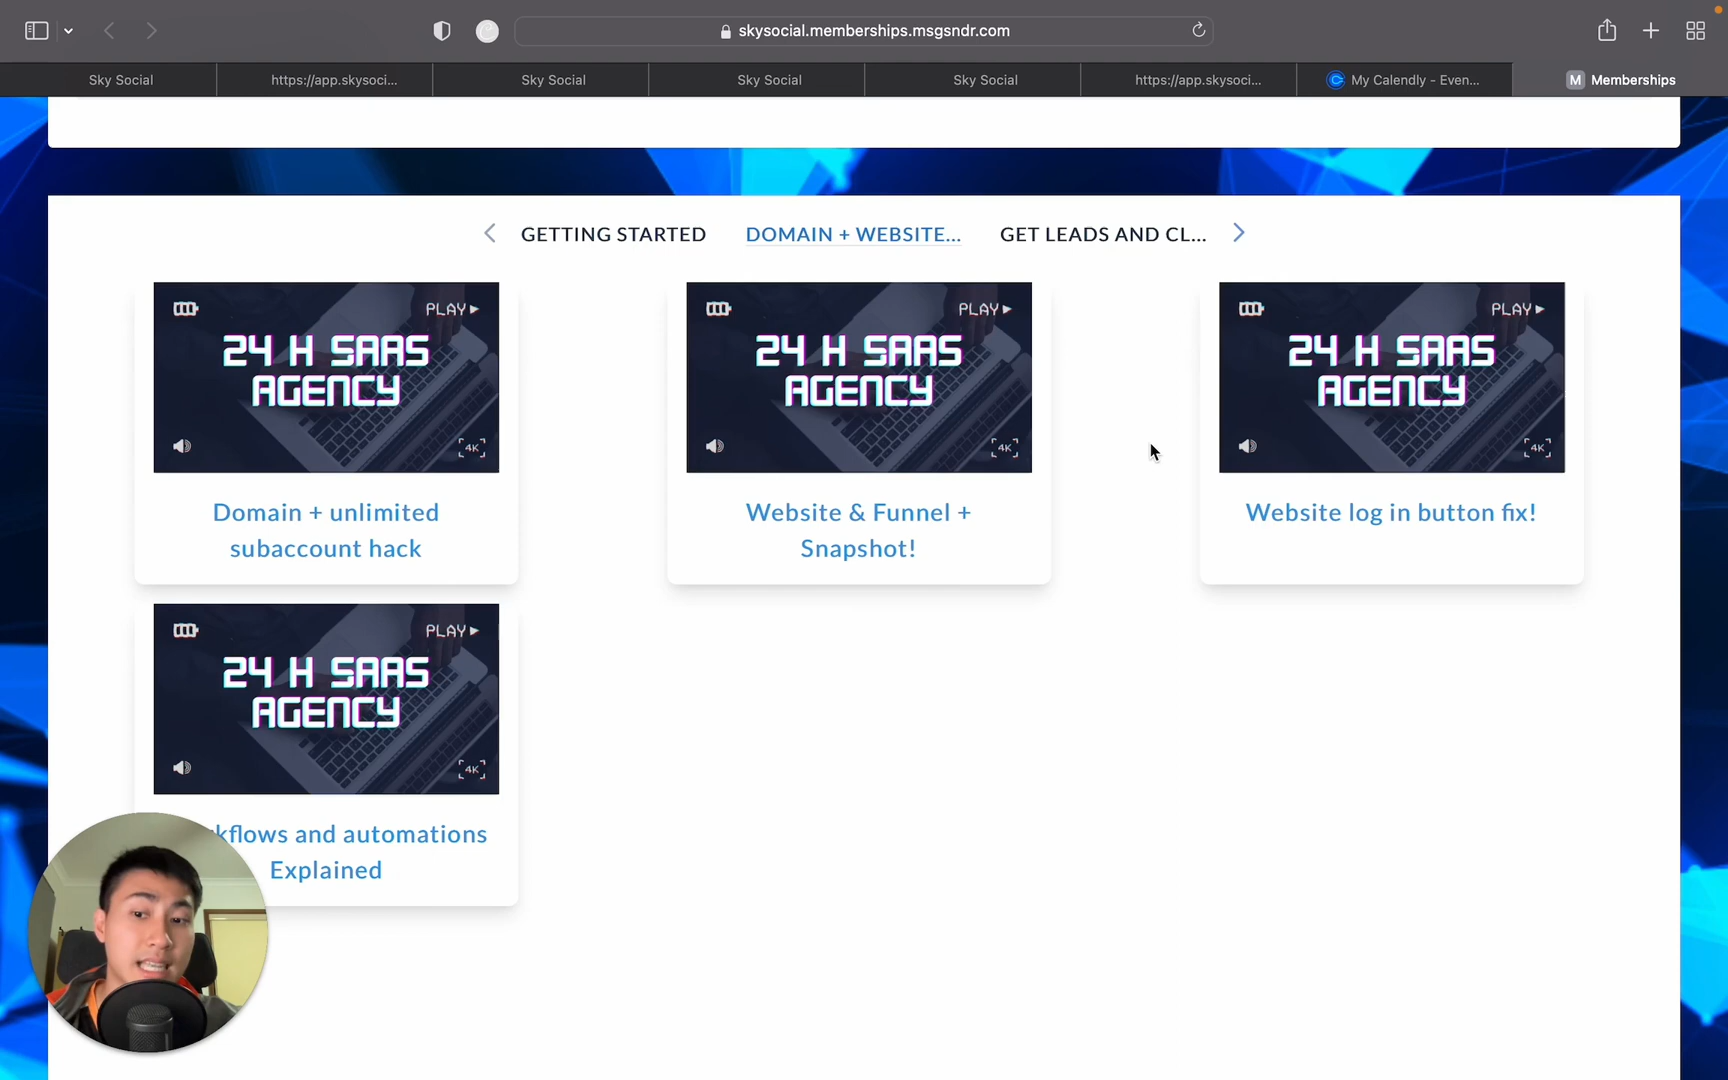 skysocial.memberships.msgsndr.com
Sky Social
https://app.skysoci...
Sky Social
Sky Social
Sky Social
https://app.skysoci...
My Calendly - Even...
M Memberships
GETTING STARTED
DOMAIN + WEBSITE...
GET LEADS AND CL...
PLAY
24 H SAAS
AGENCY
4K
Domain + unlimited
subaccount hack
PLAY
24 H SAAS
AGENCY
4K
Website & Funnel +
Snapshot!
PLAY
24 H SAAS
AGENCY
4K
Website log in button fix!
PLAY
24 H SAAS
AGENCY
4K
kflows and automations
Explained